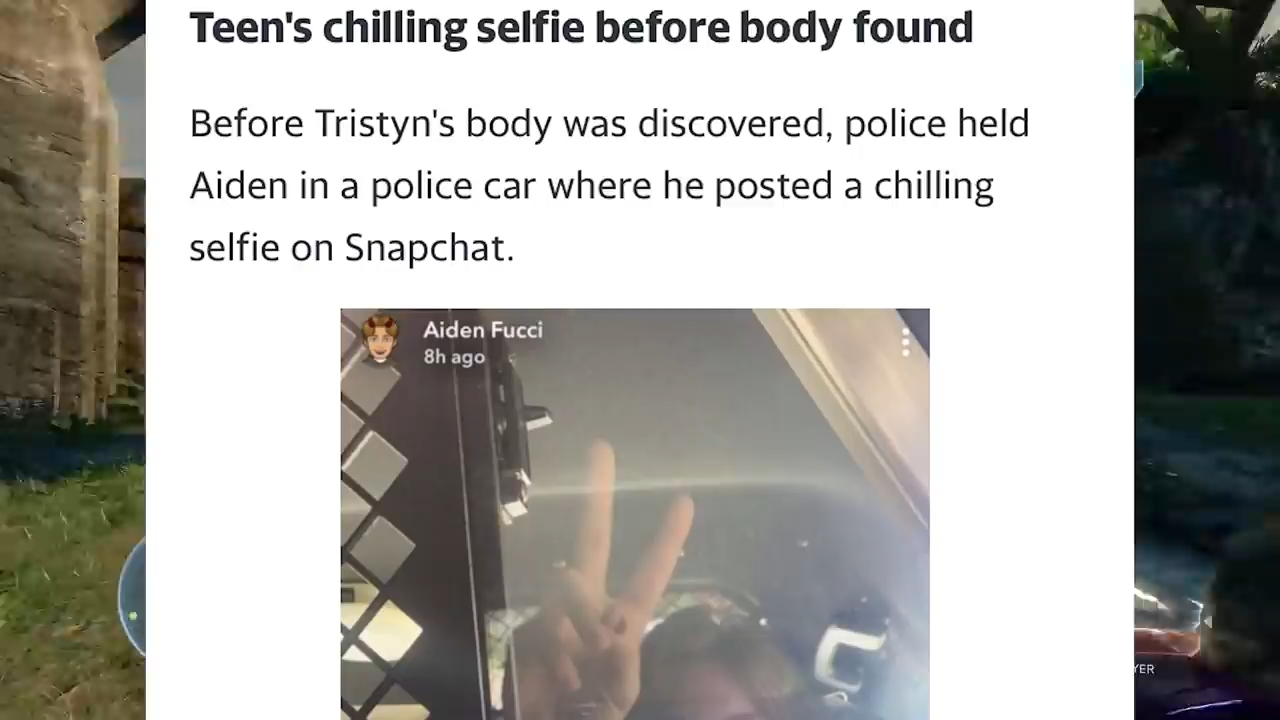 Teen's chilling selfie before body found
Before Tristyn's body was discovered, police held
Aiden in a police car where he posted a chilling
selfie on Snapchat.
Aiden Fucci
8h ago
YER